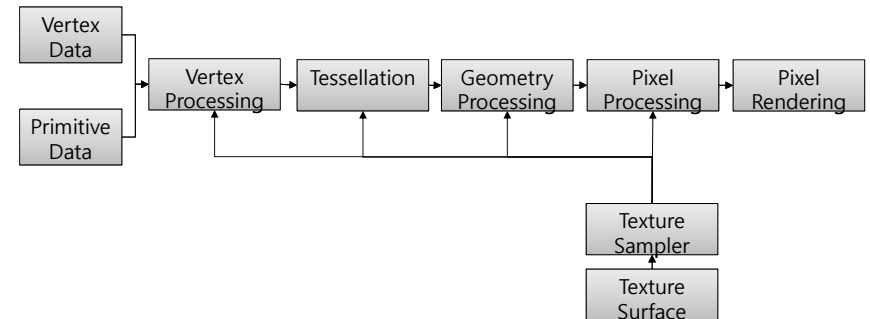 Vertex
Data
Primitive
Data
Vertex
Processing
Tessellation
Geometry
Processing
Pixel
Processing
Pixel
Rendering
Texture
Sampler
Texture
Surface